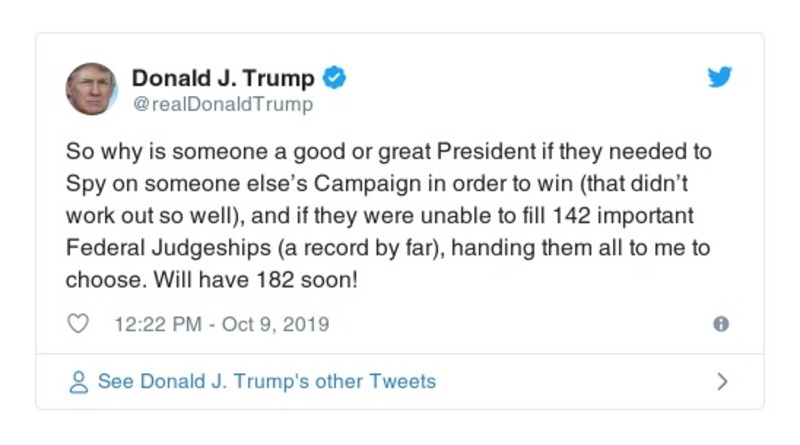 Donald J. Trump
@realDonaldTrump
So why is someone a good or great President if they needed to
Spy on someone else’s Campaign in order to win (that didn’t
work out so well), and if they were unable to fill 142 important
Federal Judgeships (a record by far), handing them all to me to
choose. Will have 182 soon!
12:22 PM - Oct 9, 2019
See Donald J. Trump's other Tweets